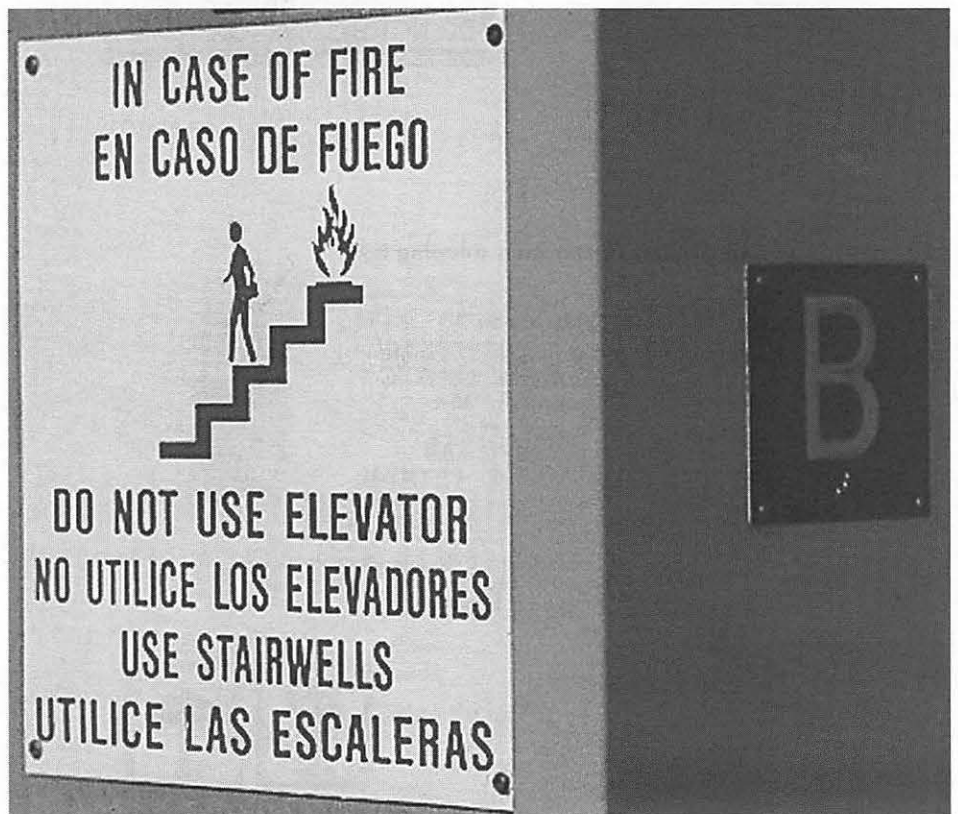 IN CASE OF FIRE
EN CASO DE FUEGO
DO NOT USE ELEVATOR
NO UTILICE LOS ELEVADORES
USE STAIRWELLS
UTILICE LAS ESCALERAS
B